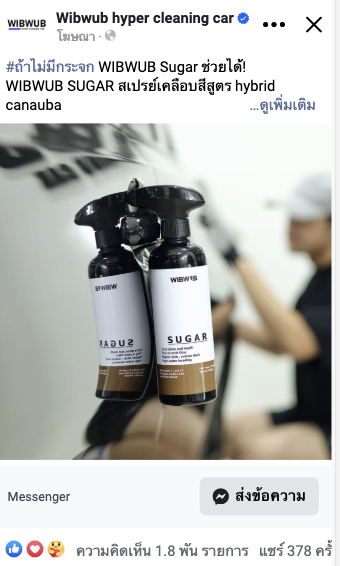 WIBWUB
Wibwub hyper cleaning car
โฆษณา ·
#ถ้าไม่มีกระจก WIBWUB Sugar ช่วยได้!
WIBWUB SUGAR สเปรย์เคลือบสีสูตร hybrid
canauba ...ดูเพิ่มเติม
WIBWUB
SUGAR
WIBWUB
SUGAR
Messenger
ส่งข้อความ
ความคิดเห็น 1.8 พัน รายการ แชร์ 378 ครั้